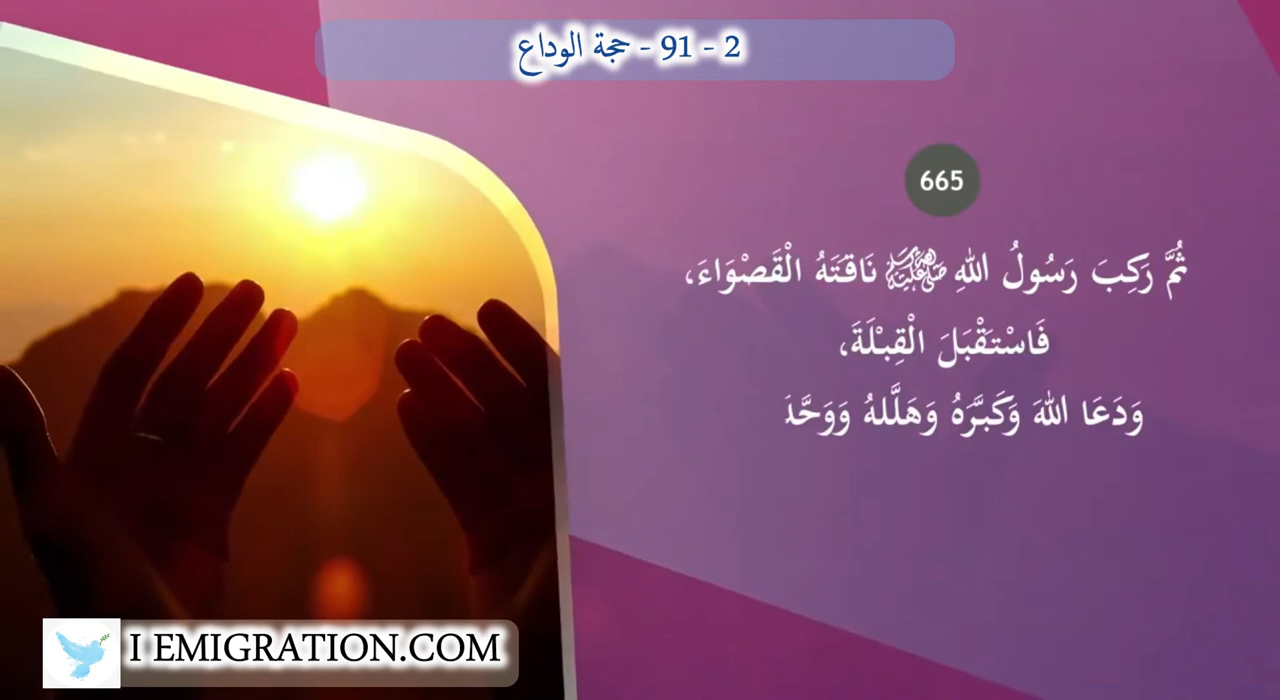 2 - 91 - حجة الوداع
665
ثُمَّ رَكِبَ رَسُولُ اللهِ ﷺ نَاقَتَهُ الْقَصْوَاءَ،
فَاسْتَقْبَلَ الْقِبْلَةَ،
وَدَعَا اللهَ وَكَبَّرَهُ وَهَلَّلهُ وَوَحَّدَ
I EMIGRATION.COM